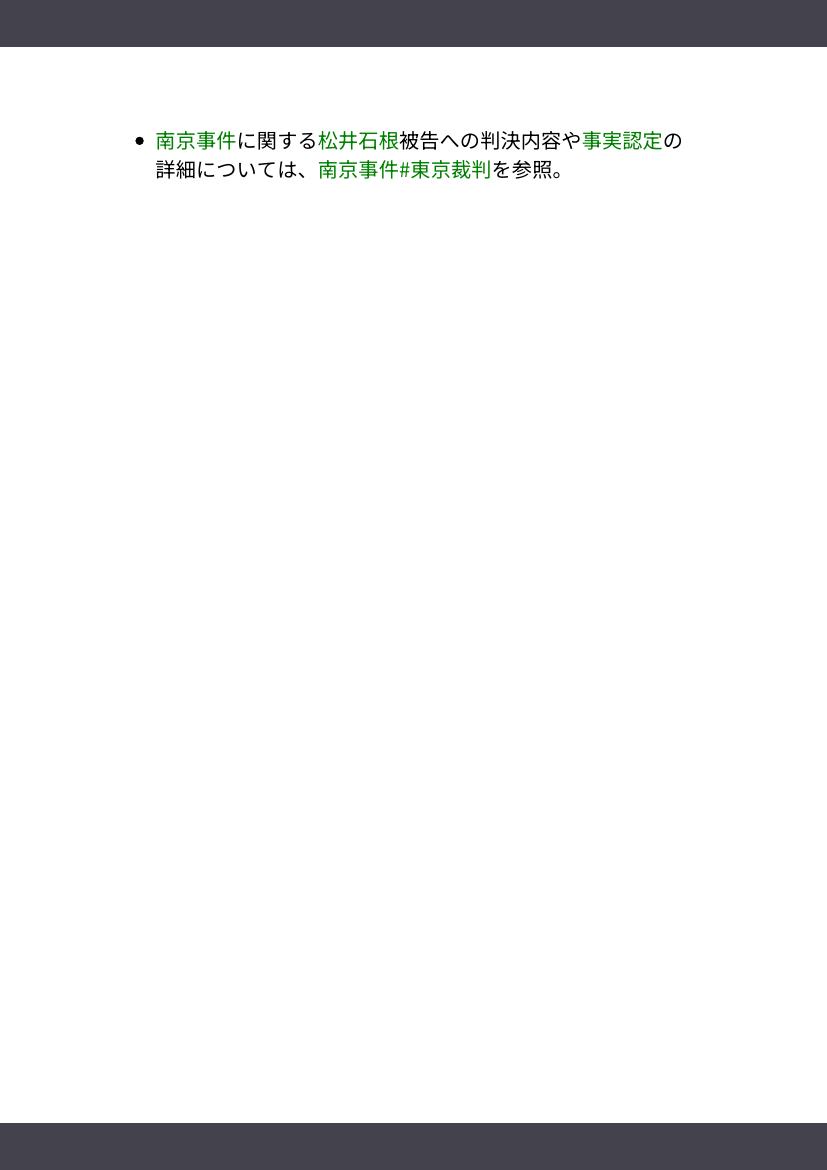 ● 南京事件に関する松井石根被告への判決内容や事実認定の
詳細については、南京事件#東京裁判を参照。